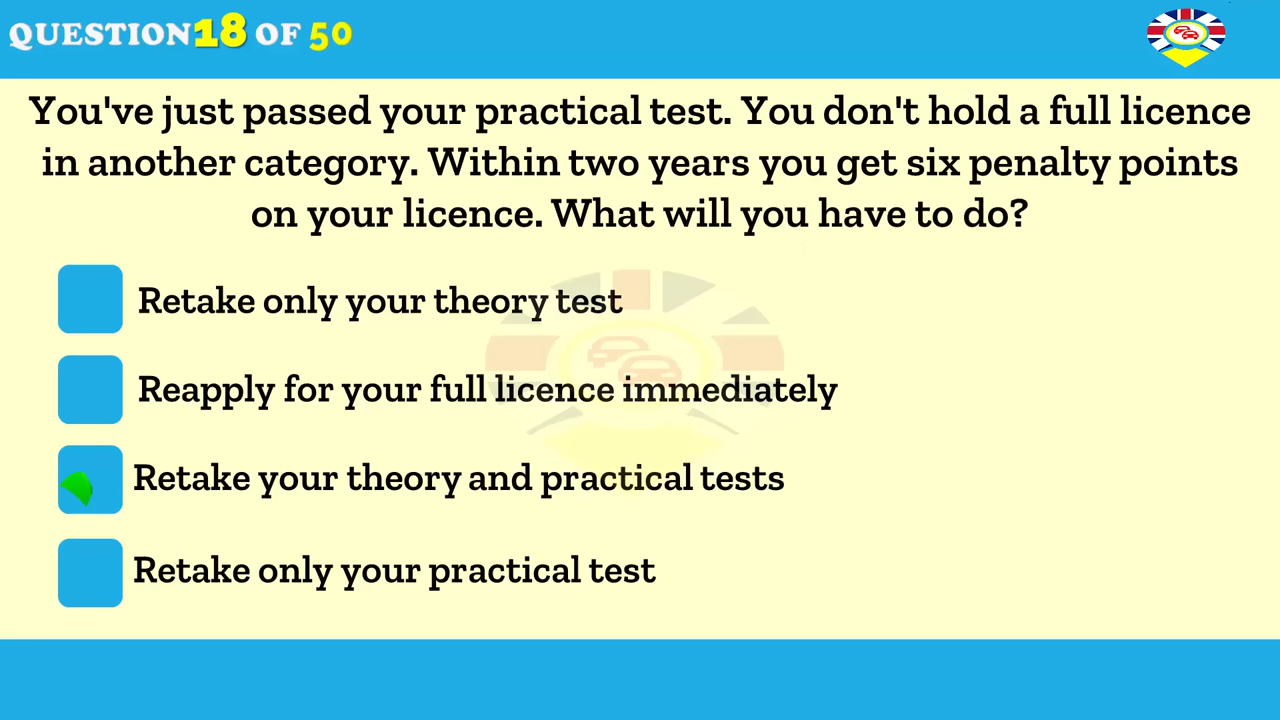 QUESTION18 OF 50
You've just passed your practical test. You don't hold a full licence
in another category. Within two years you get six penalty points
on your licence. What will you have to do?
Retake only your theory test
Reapply for your full licence immediately
Retake your theory and practical tests
Retake only your practical test